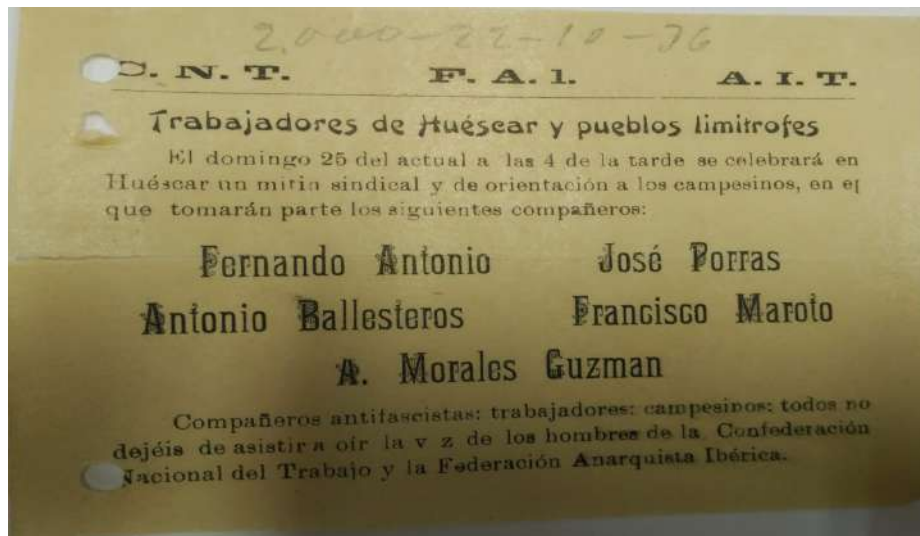 2.000-22-10-36
C. N. T. F. A. I. A. I. T.
Trabajadores de Huéscar y pueblos limitrofes
El domingo 25 del actual a las 4 de la tarde se celebrará en
Huéscar un mitin sindical y de orientación a los campesinos, en el
que tomarán parte los siguientes compañeros:
Fernando Antonio José Porras
Antonio Ballesteros Francisco Maroto
A. Morales Guzman
Compañeros antifascistas: trabajadores: campesinos: todos no
dejéis de asistir a oír la v z de los hombres de la Confederación
Nacional del Trabajo y la Federación Anarquista Ibérica.